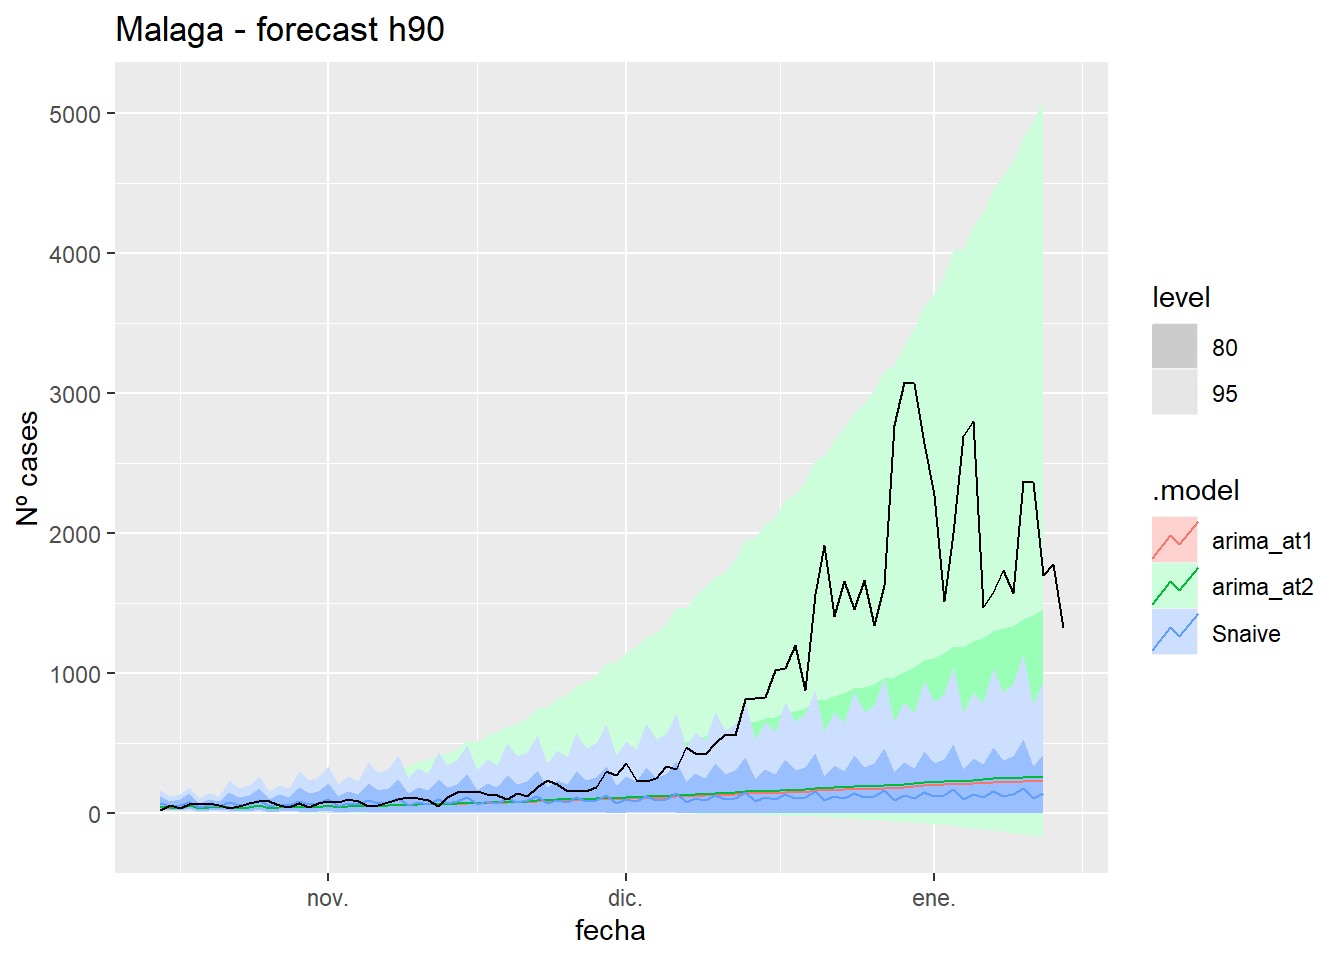 Malaga - forecast h90
5000
4000
3000
2000
1000
0
Nº cases
nov.
dic.
ene.
fecha
level
80
95
.model
arima_at1
arima_at2
Snaive